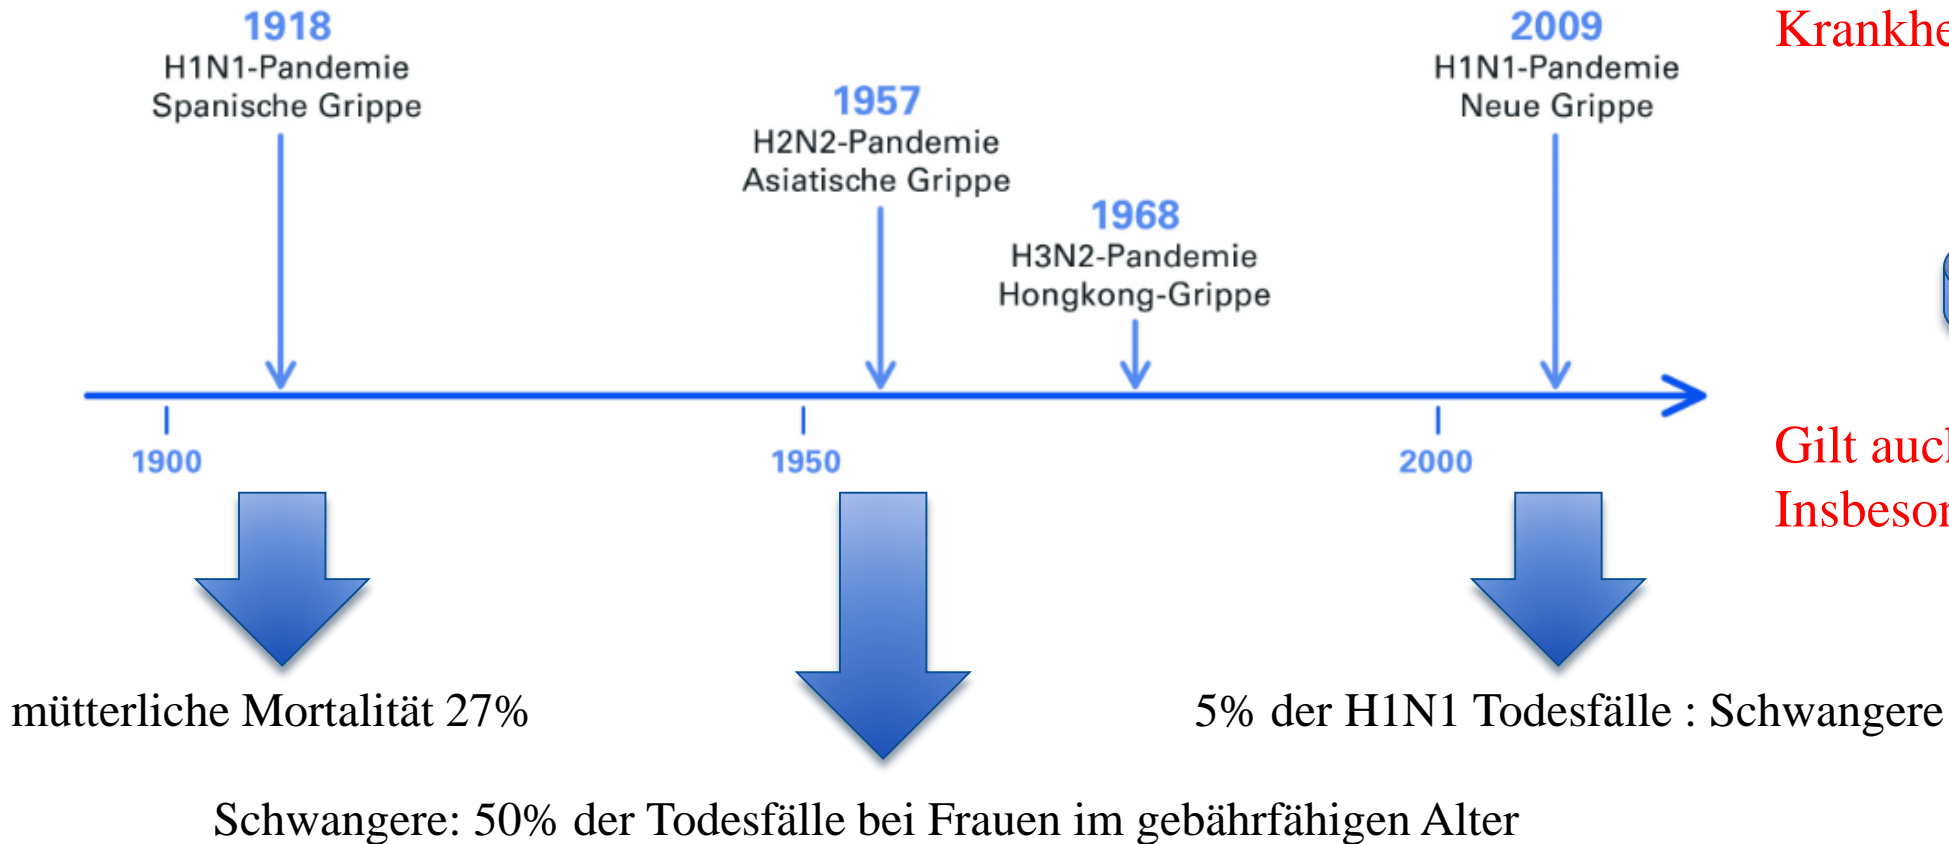 1918
H1N1-Pandemie
Spanische Grippe
1957
H2N2-Pandemie
Asiatische Grippe
1968
H3N2-Pandemie
Hongkong-Grippe
2009
H1N1-Pandemie
Neue Grippe
1900
1950
2000
Gilt
mütterliche Mortalität 27%
5% der H1N1 Todesfälle : Schwangere
Schwangere: 50% der Todesfälle bei Frauen im gebährfähigen Alter